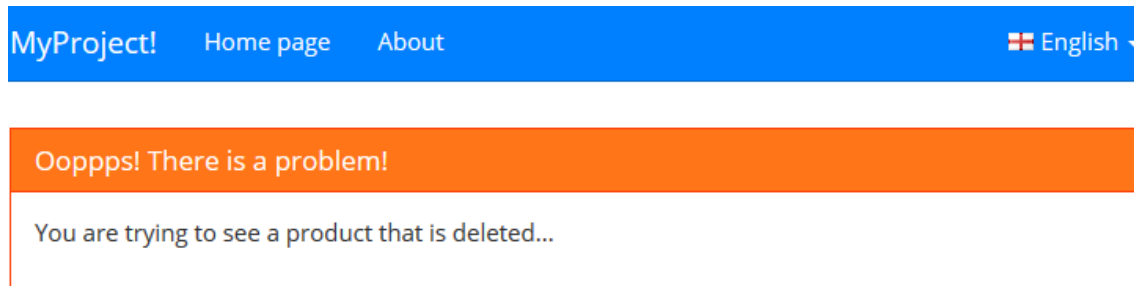 MyProject! Home page About English
Ooppps! There is a problem!
You are trying to see a product that is deleted...